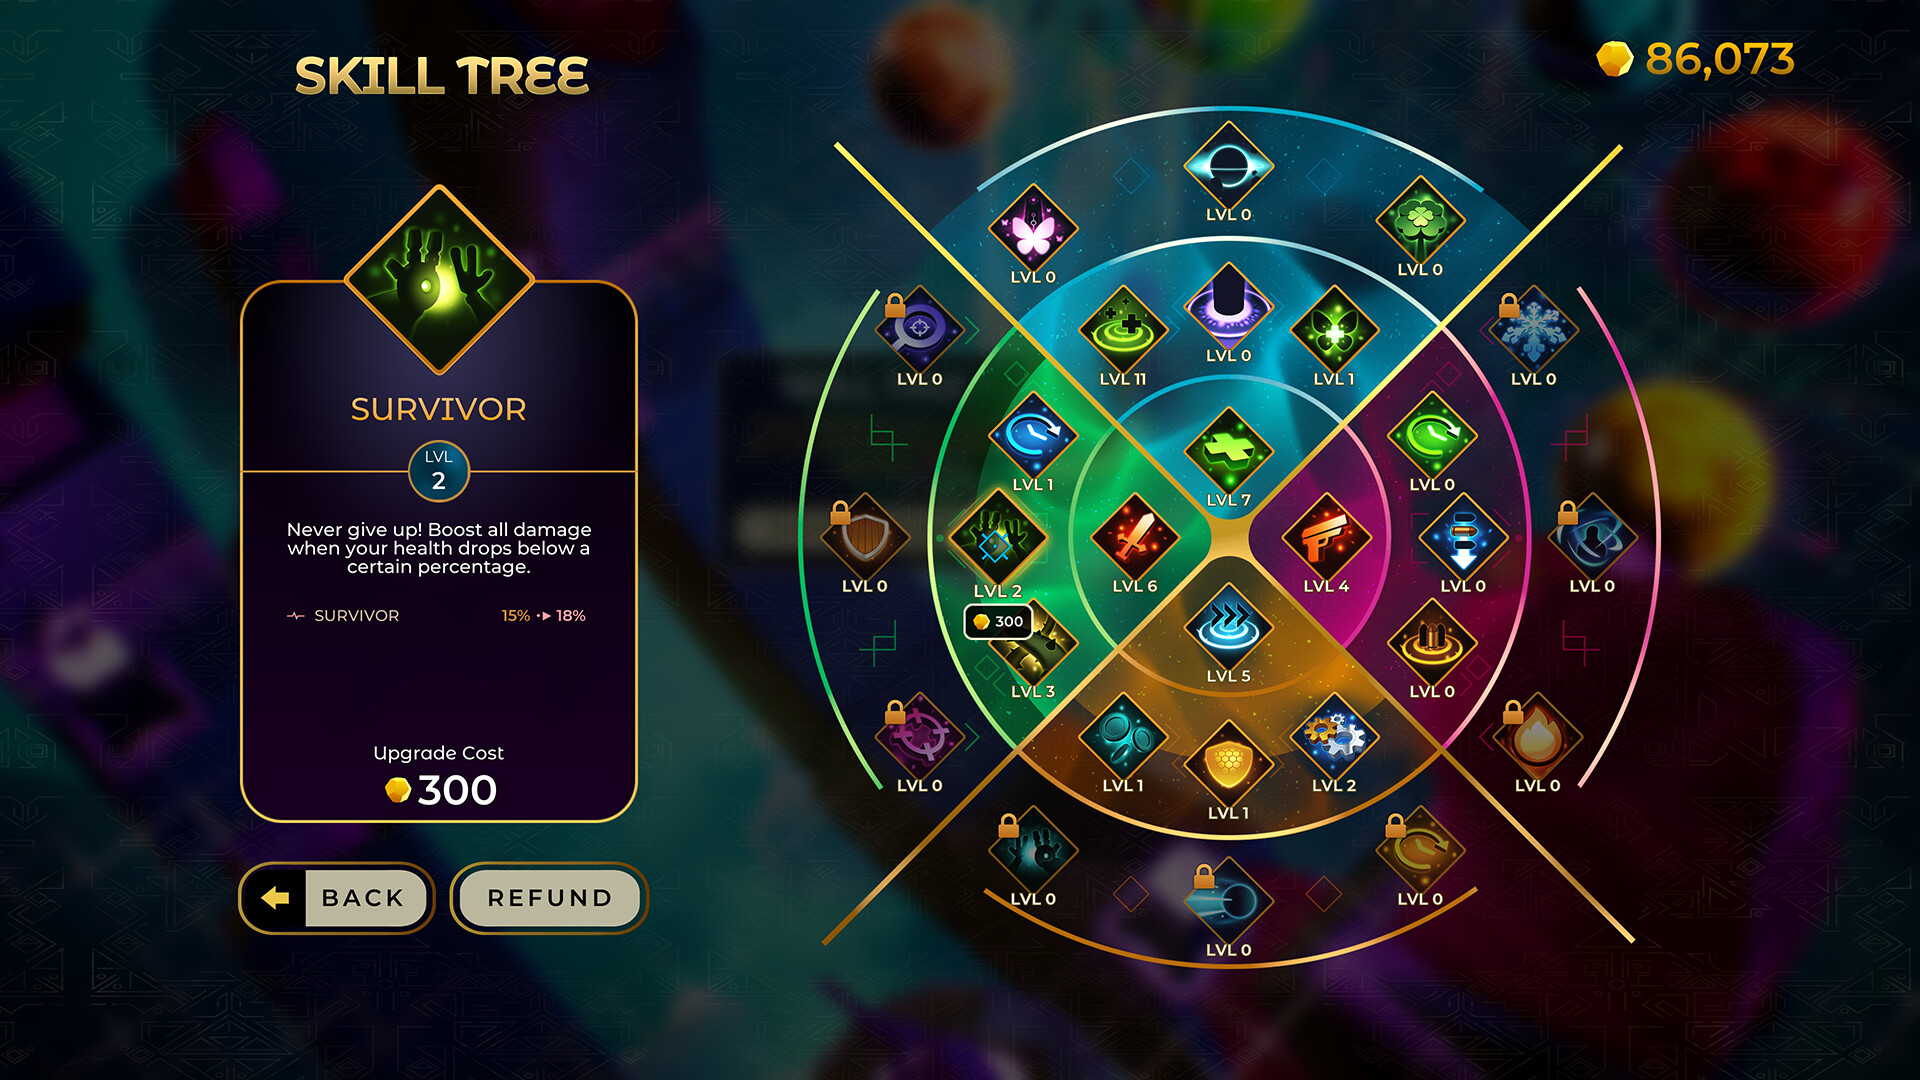 SKILL TREE
86,073
SURVIVOR
LVL
2
Never give up! Boost all damage
when your health drops below a
certain percentage.
SURVIVOR 15% 18%
Upgrade Cost
300
BACK
REFUND
LVL 0
LVL 0
LVL 0
LVL 0
LVL 11
LVL 0
LVL 1
LVL 0
LVL 1
LVL 7
LVL 0
LVL 0
LVL 2
LVL 6
LVL 4
LVL 0
LVL 0
300
LVL 3
LVL 5
LVL 0
LVL 0
LVL 1
LVL 1
LVL 2
LVL 0
LVL 0
LVL 0
LVL 0